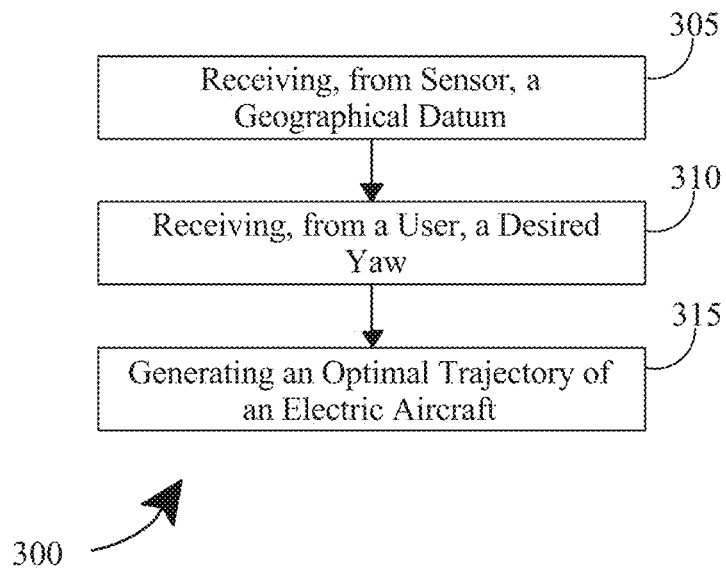 305
Receiving, from Sensor, a
Geographical Datum
310
Receiving, from a User, a Desired
Yaw
315
Generating an Optimal Trajectory of
an Electric Aircraft
300